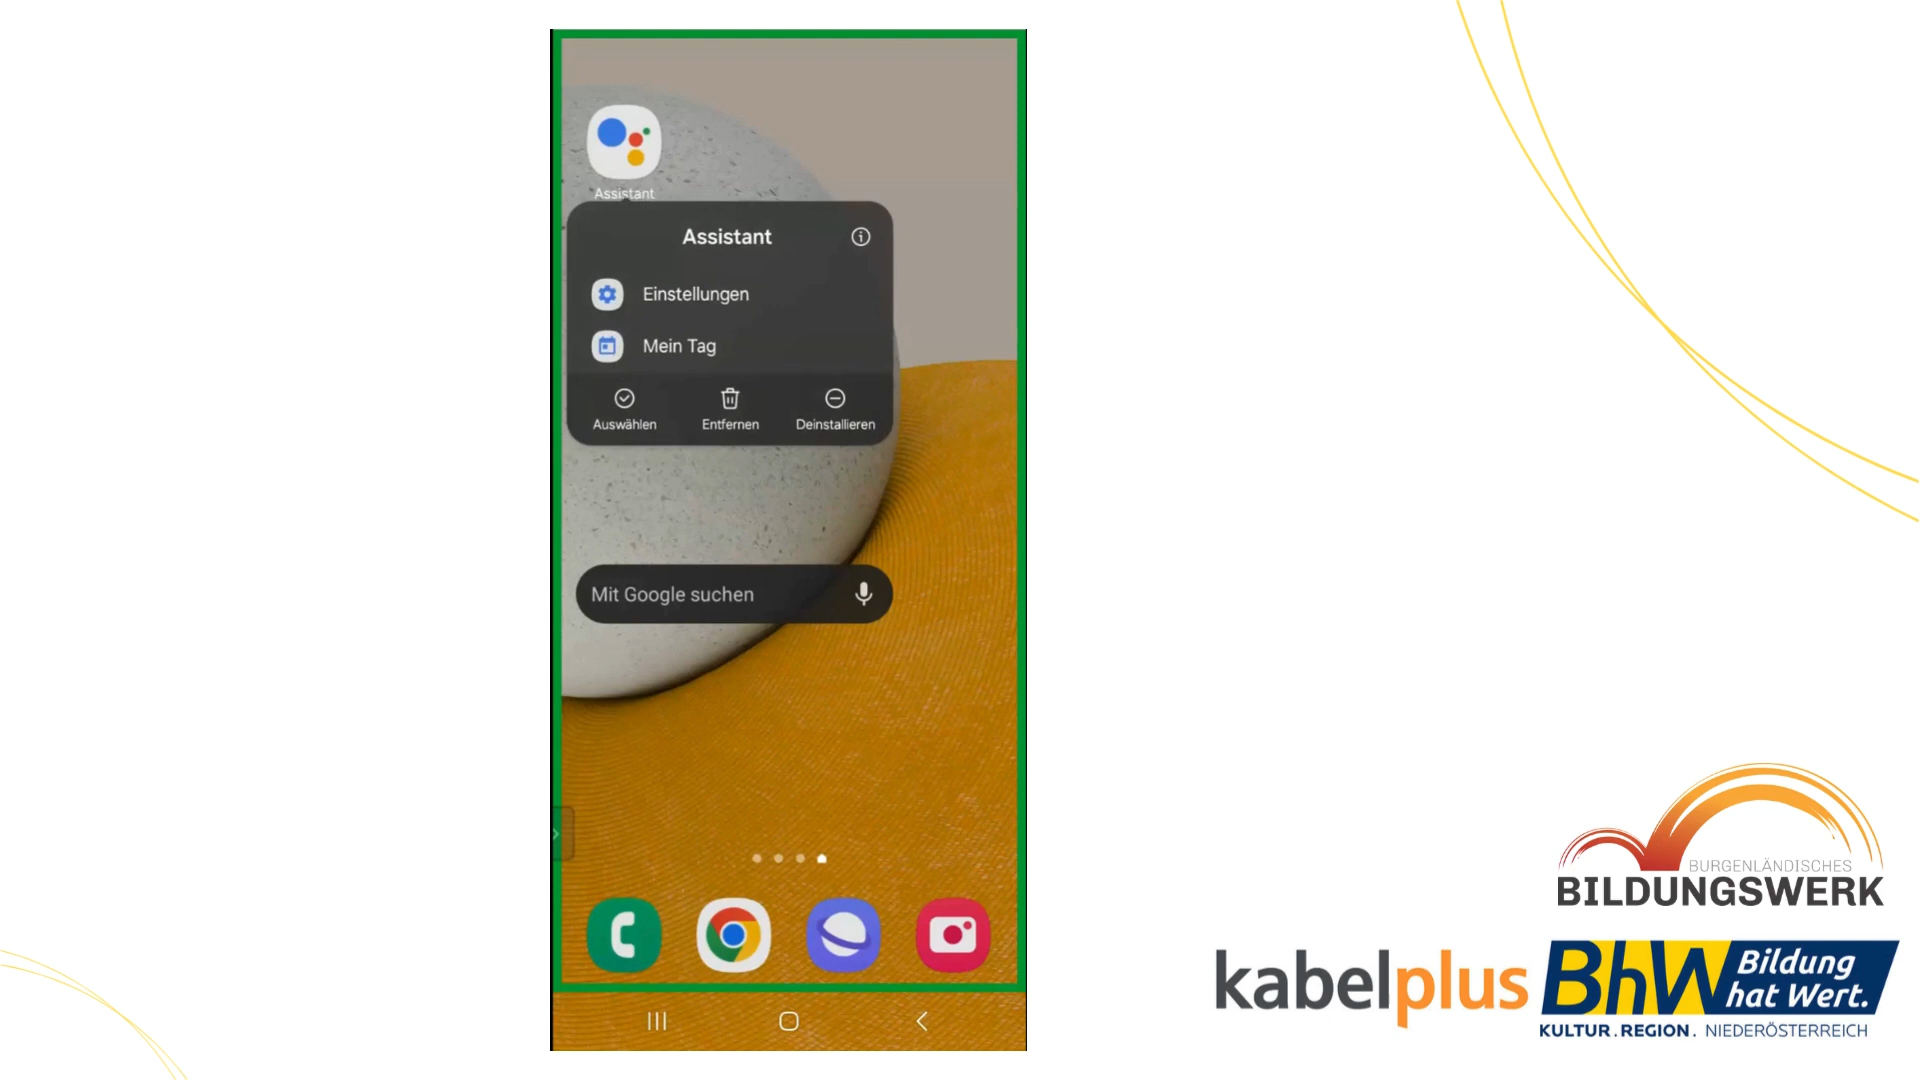 Assistant
Assistant
Einstellungen
Mein Tag
Auswählen
Entfernen
Deinstallieren
Mit Google suchen
BURGENLÄNDISCHES
BILDUNGSWERK
kabelplus
BhW Bildung
hat Wert.
KULTUR.REGION. NIEDERÖSTERREICH